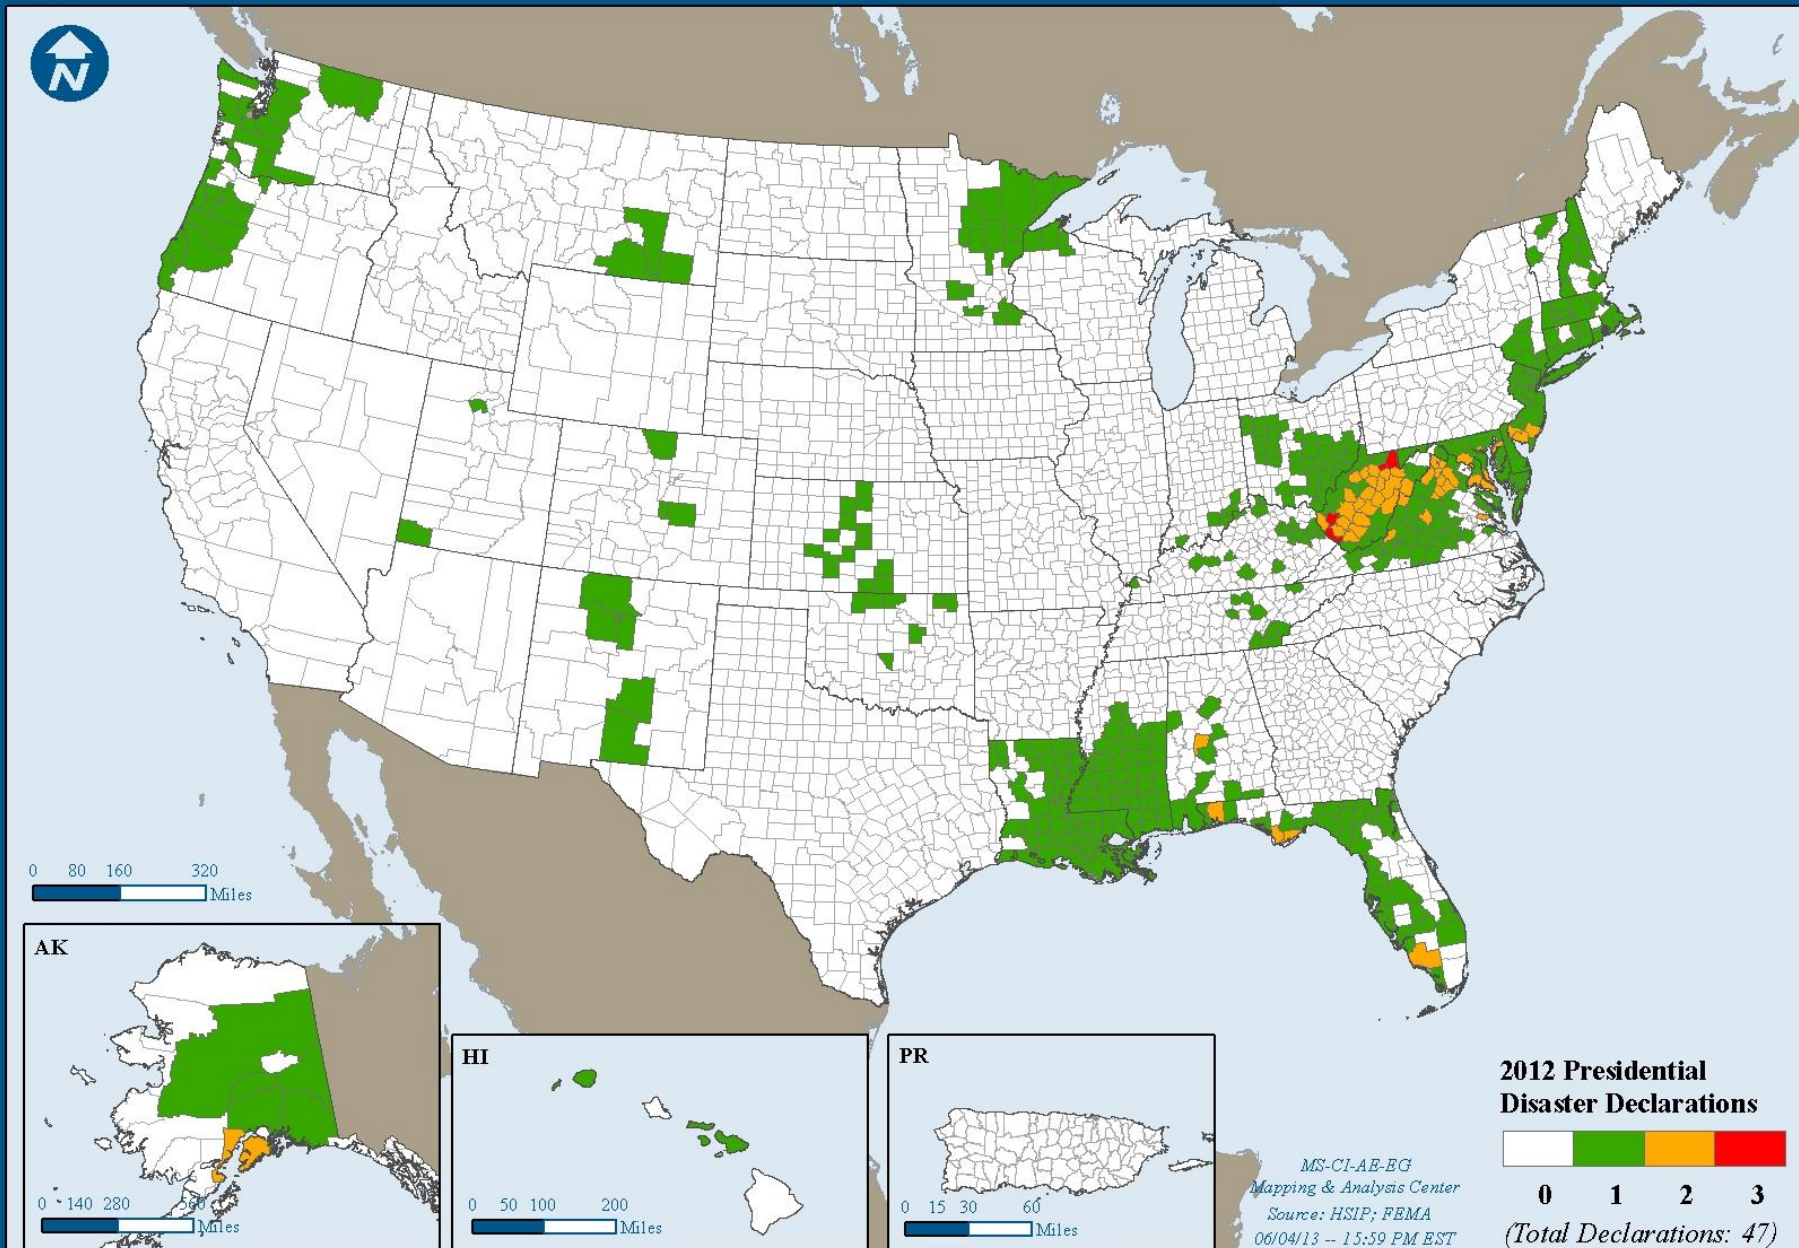 N
0 80 160 320
Miles
AK
0 140 280 560
Miles
HI
0 50 100 200
Miles
PR
0 15 30 60
Miles
MS-CI-AE-EG
Mapping & Analysis Center
Source: HSIP; FEMA
06/04/13 -- 15:59 PM EST
2012 Presidential
Disaster Declarations
0 1 2 3
(Total Declarations: 47)